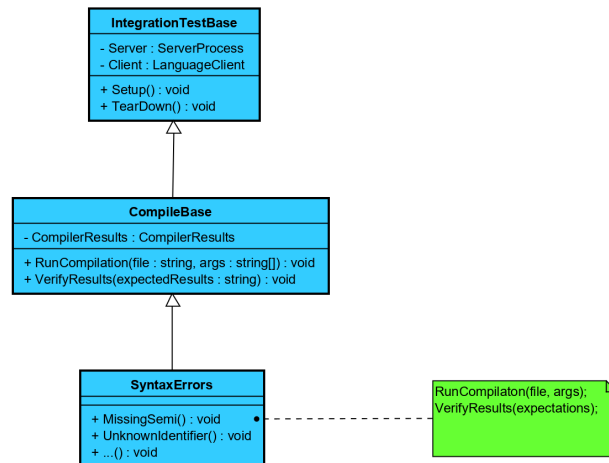 IntegrationTestBase
- Server : ServerProcess
- Client : LanguageClient
+ Setup() : void
+ TearDown() : void
CompileBase
- CompilerResults : CompilerResults
+ RunCompilation(file : string, args : string[]) : void
+ VerifyResults(expectedResults : string) : void
SyntaxErrors
+ MissingSemi() : void
+ UnknownIdentifier() : void
+ ...() : void
RunCompilaton(file, args);
VerifyResults(expectations);